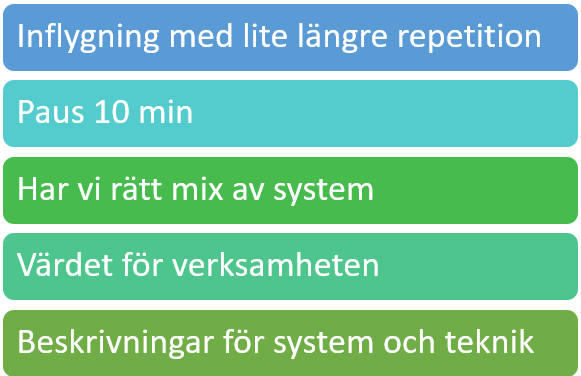 Inflygning med lite längre repetition
Paus 10 min
Har vi rätt mix av system
Värdet för verksamheten
Beskrivningar för system och teknik